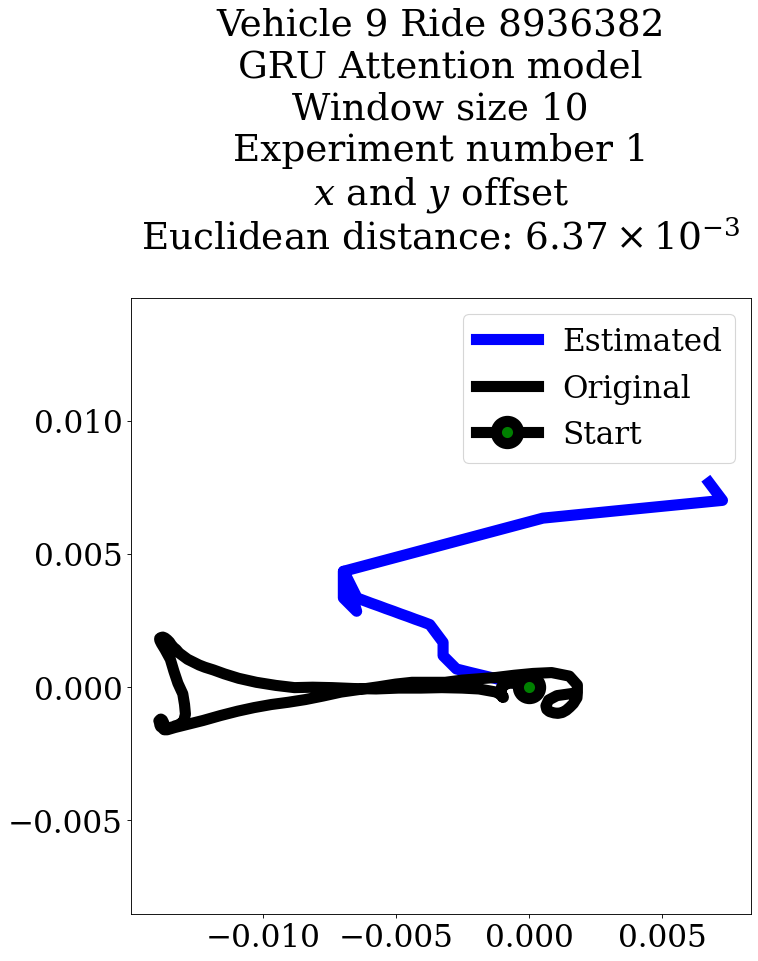 Vehicle 9 Ride 8936382
GRU Attention model
Window size 10
Experiment number 1
x and y offset
Euclidean distance: 6.37 × 10⁻³
Estimated
Original
Start
0.010
0.005
0.000
−0.005
−0.010 −0.005 0.000 0.005